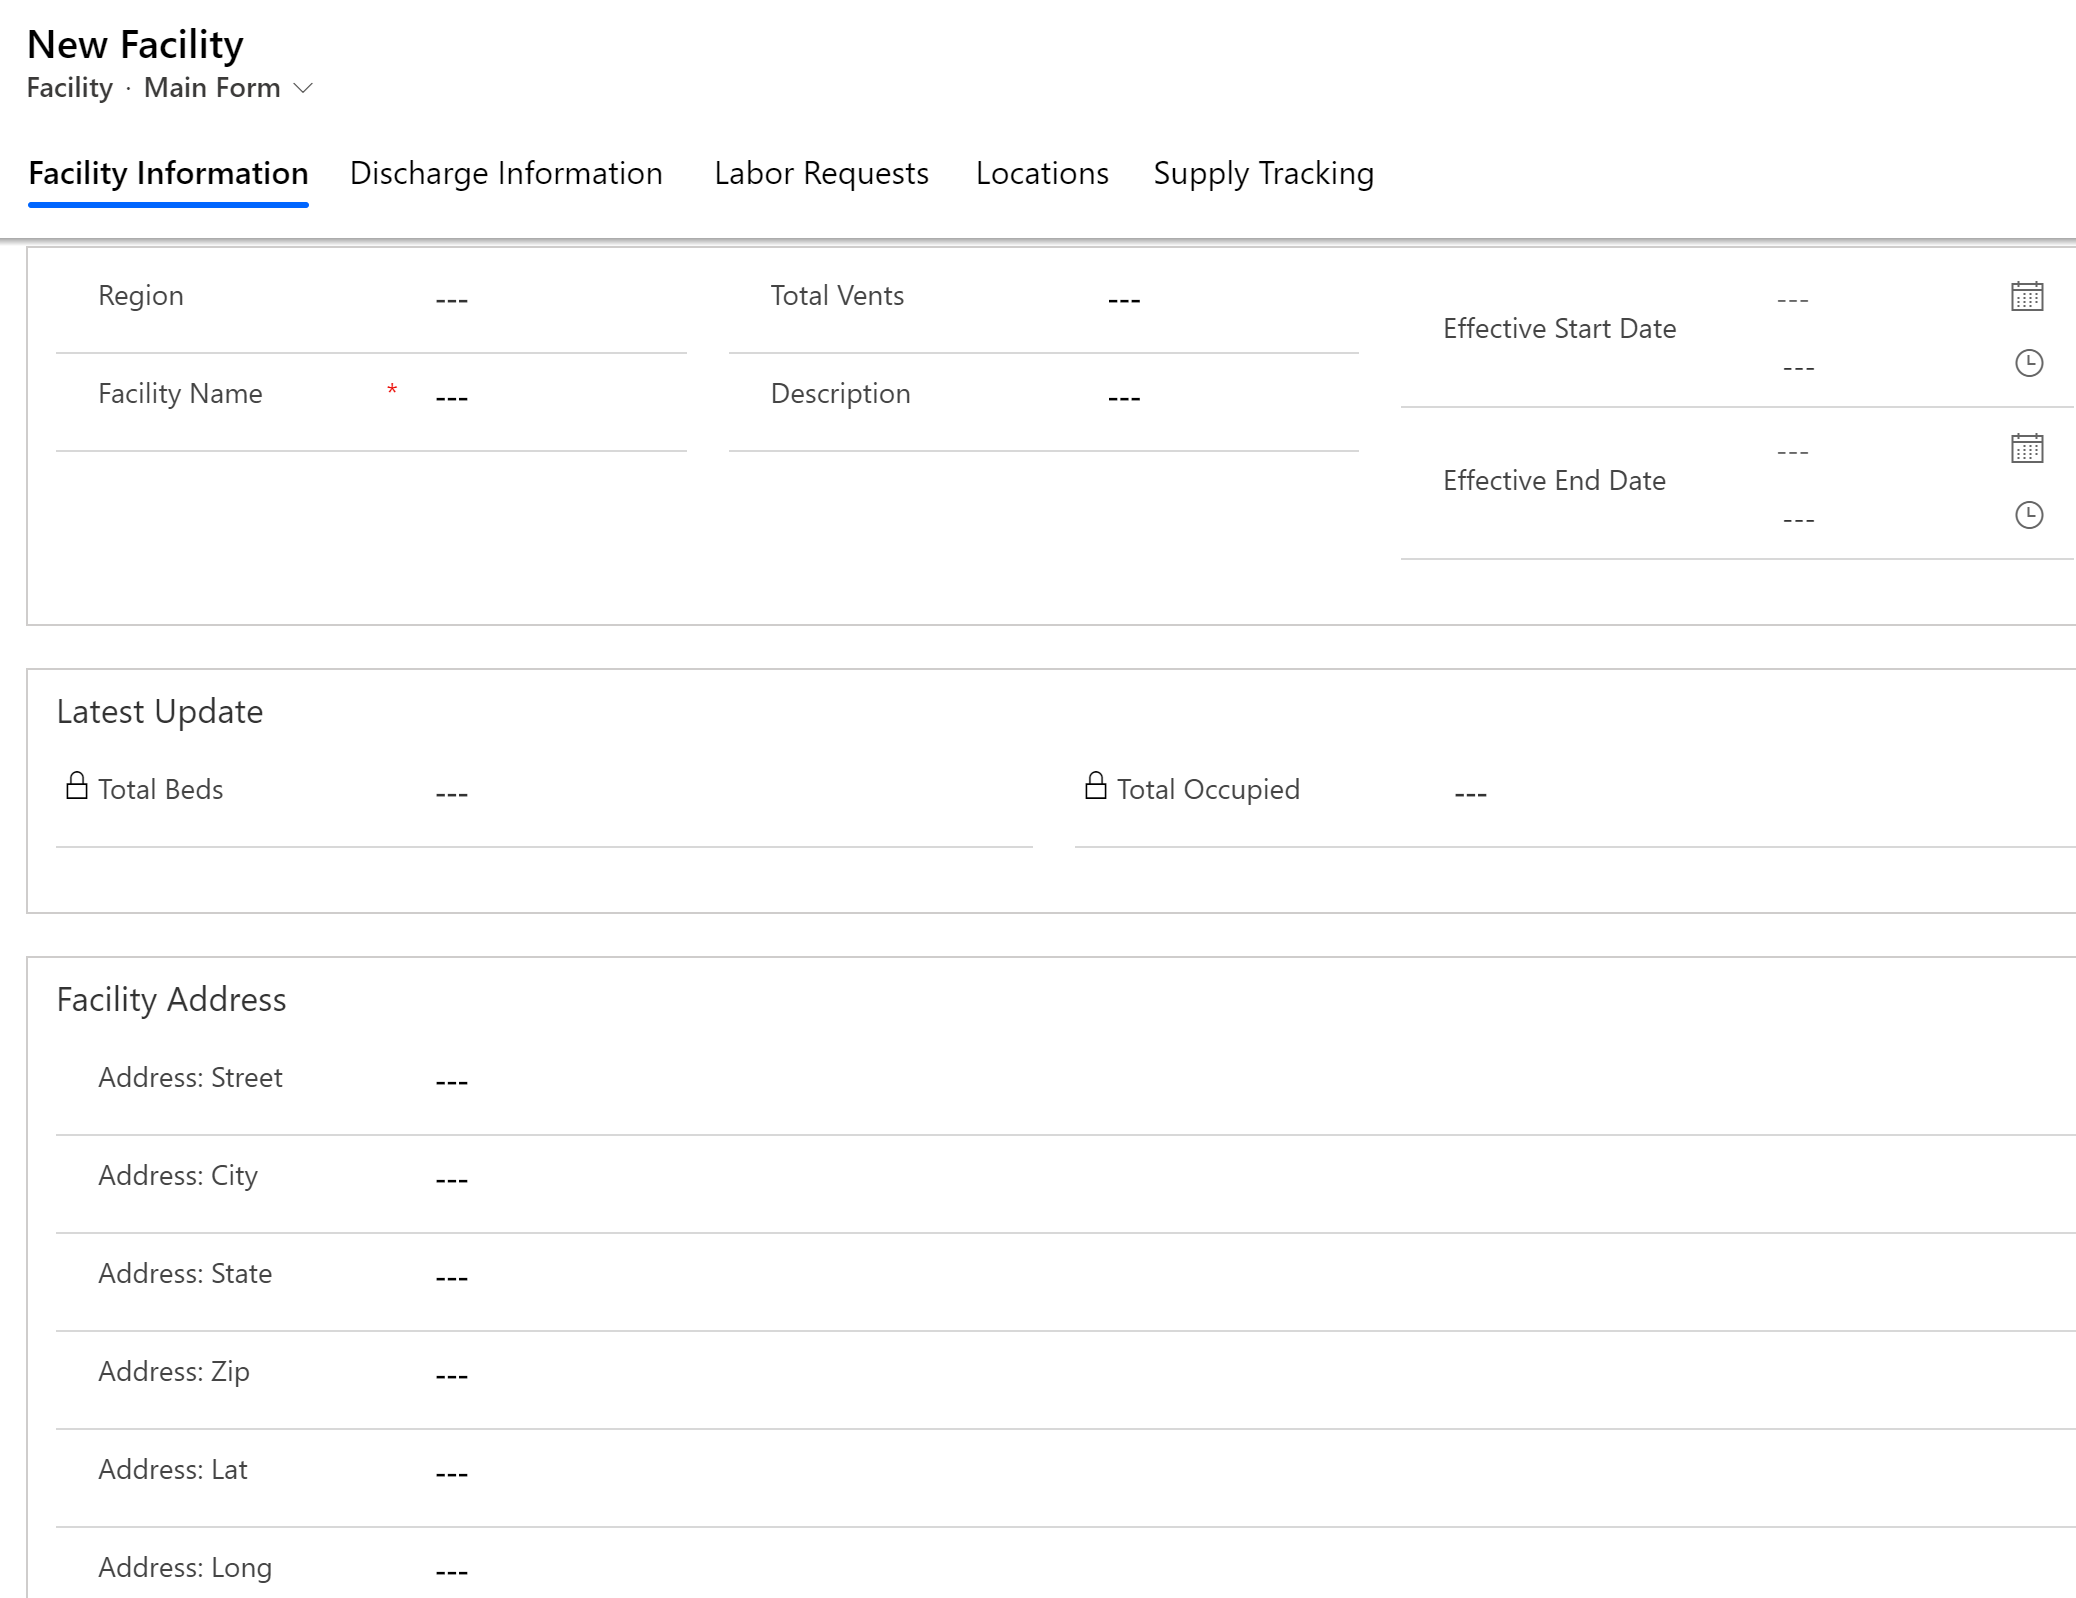 New Facility
Facility · Main Form
Facility Information Discharge Information Labor Requests Locations Supply Tracking
Region ---
Facility Name * ---
Total Vents ---
Description ---
Effective Start Date ---
---
Effective End Date ---
---
Latest Update
Total Beds ---
Total Occupied ---
Facility Address
Address: Street ---
Address: City ---
Address: State ---
Address: Zip ---
Address: Lat ---
Address: Long ---